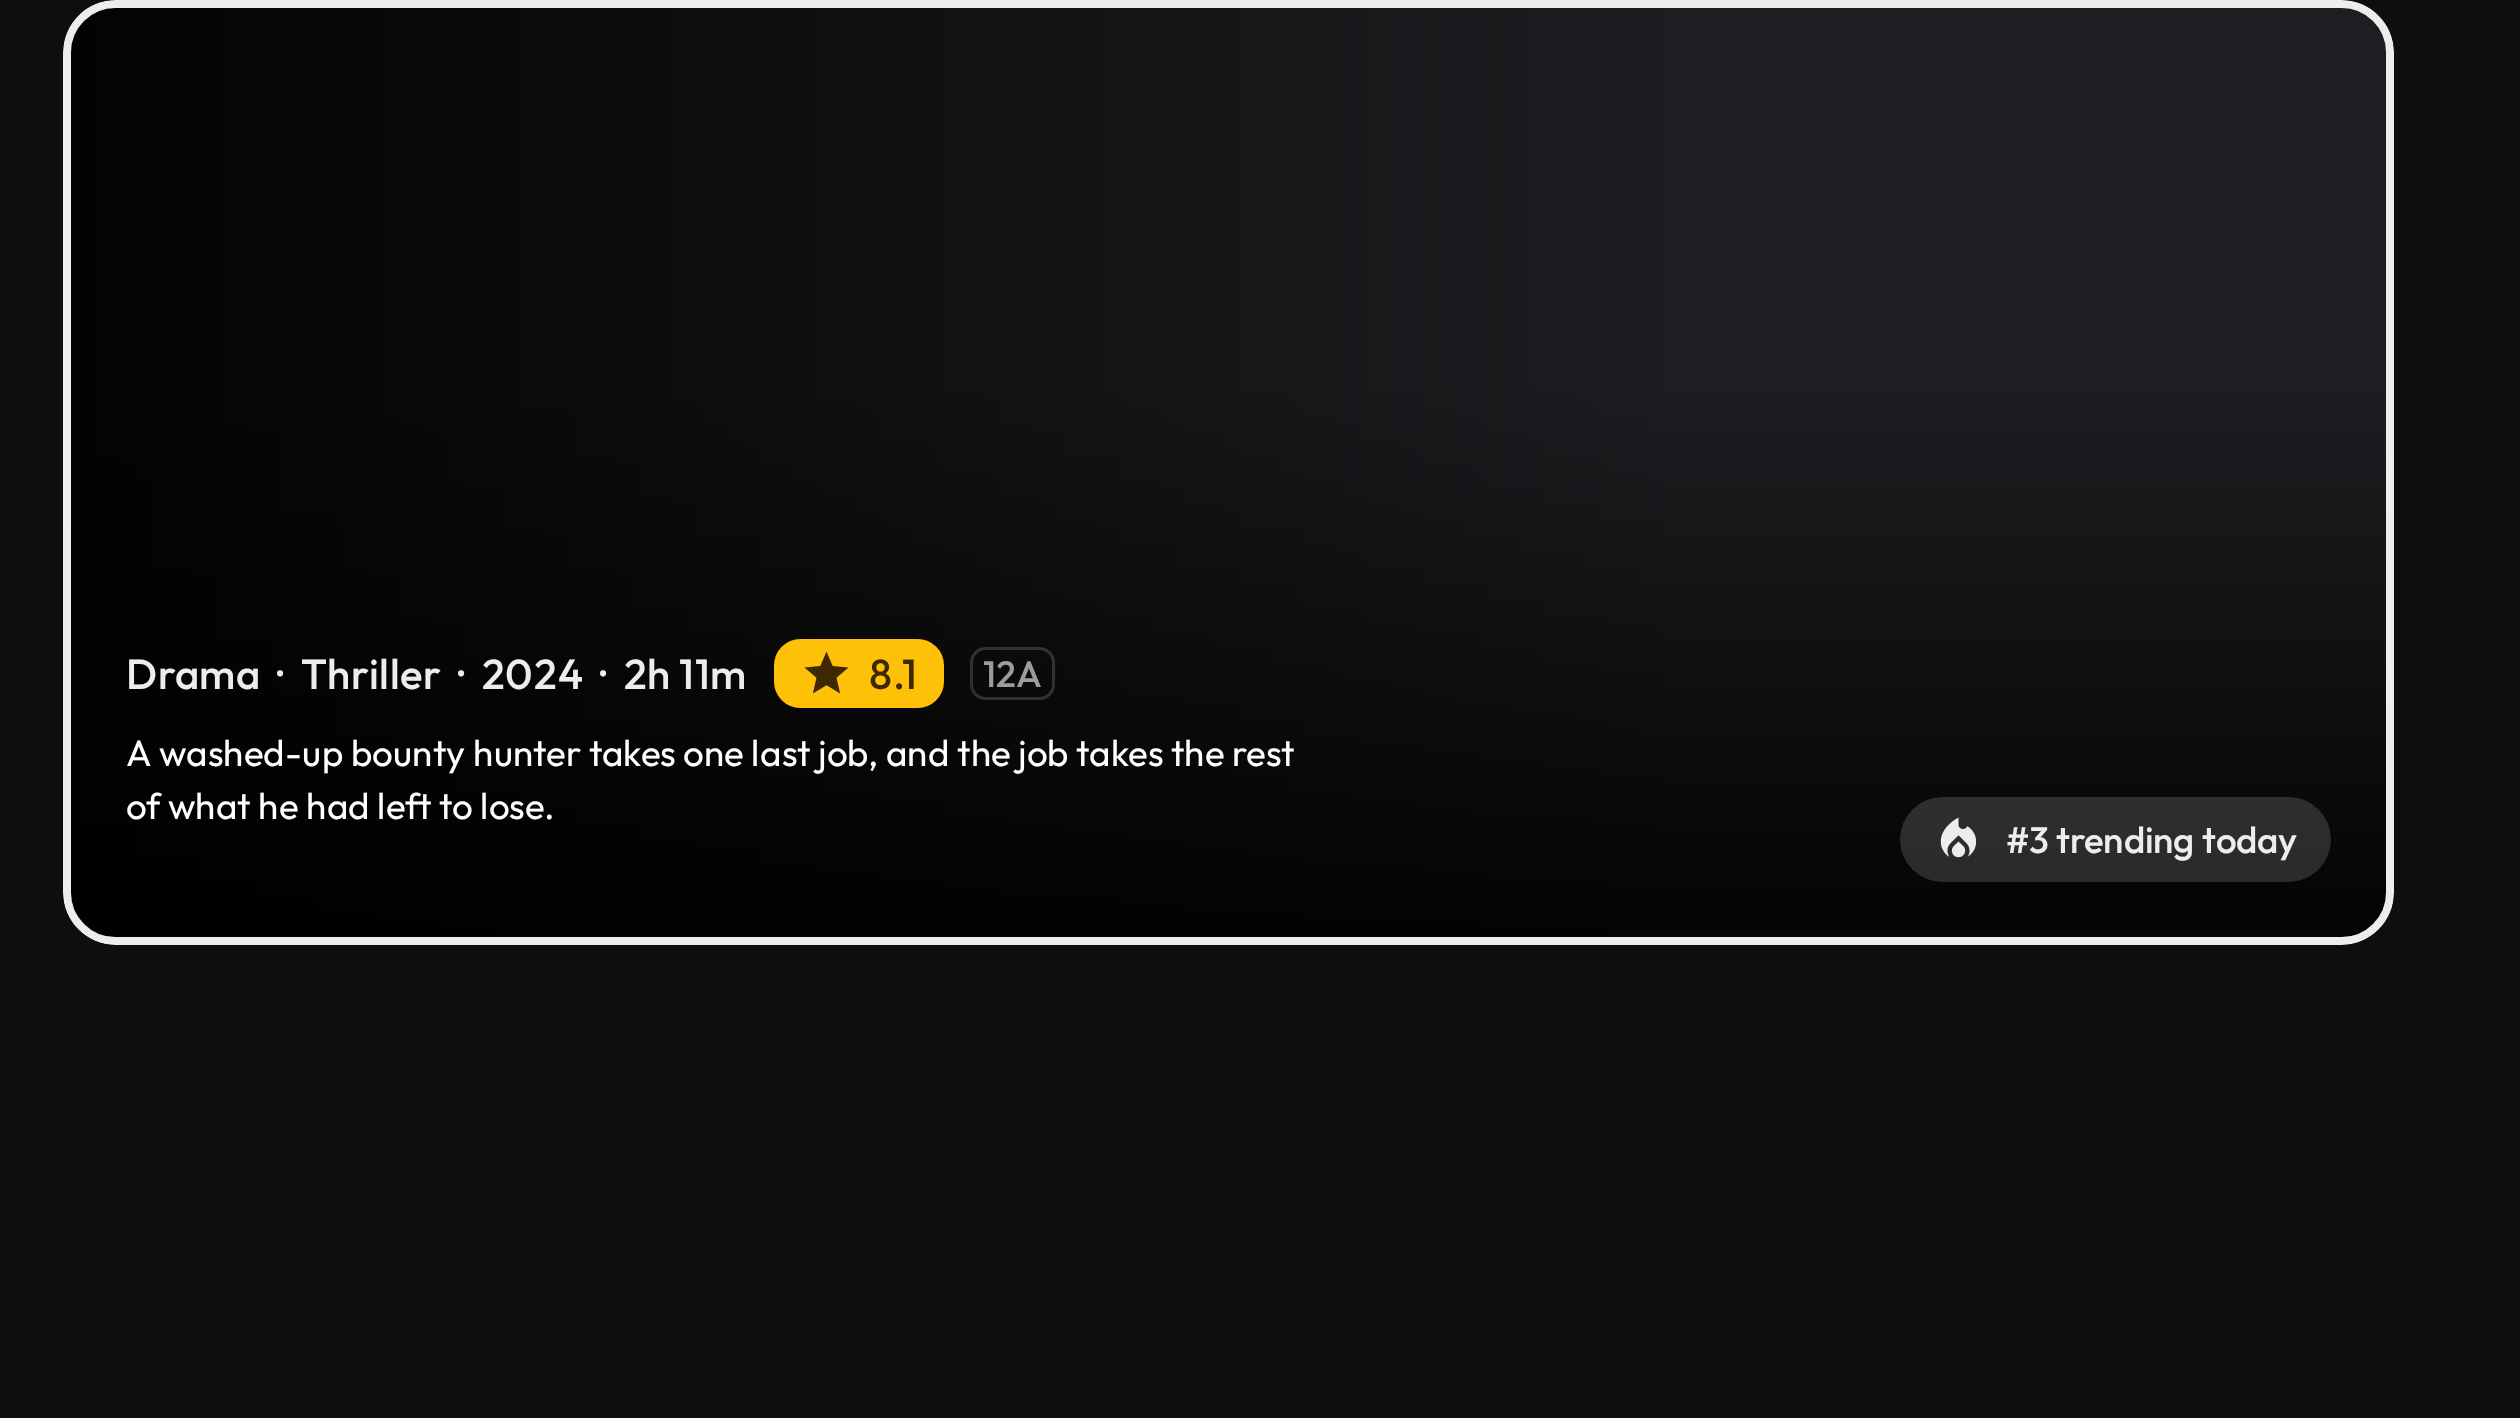 Drama · Thriller · 2024 · 2h 11m 8.1 12A
A washed-up bounty hunter takes one last job, and the job takes the rest
of what he had left to lose.
#3 trending today